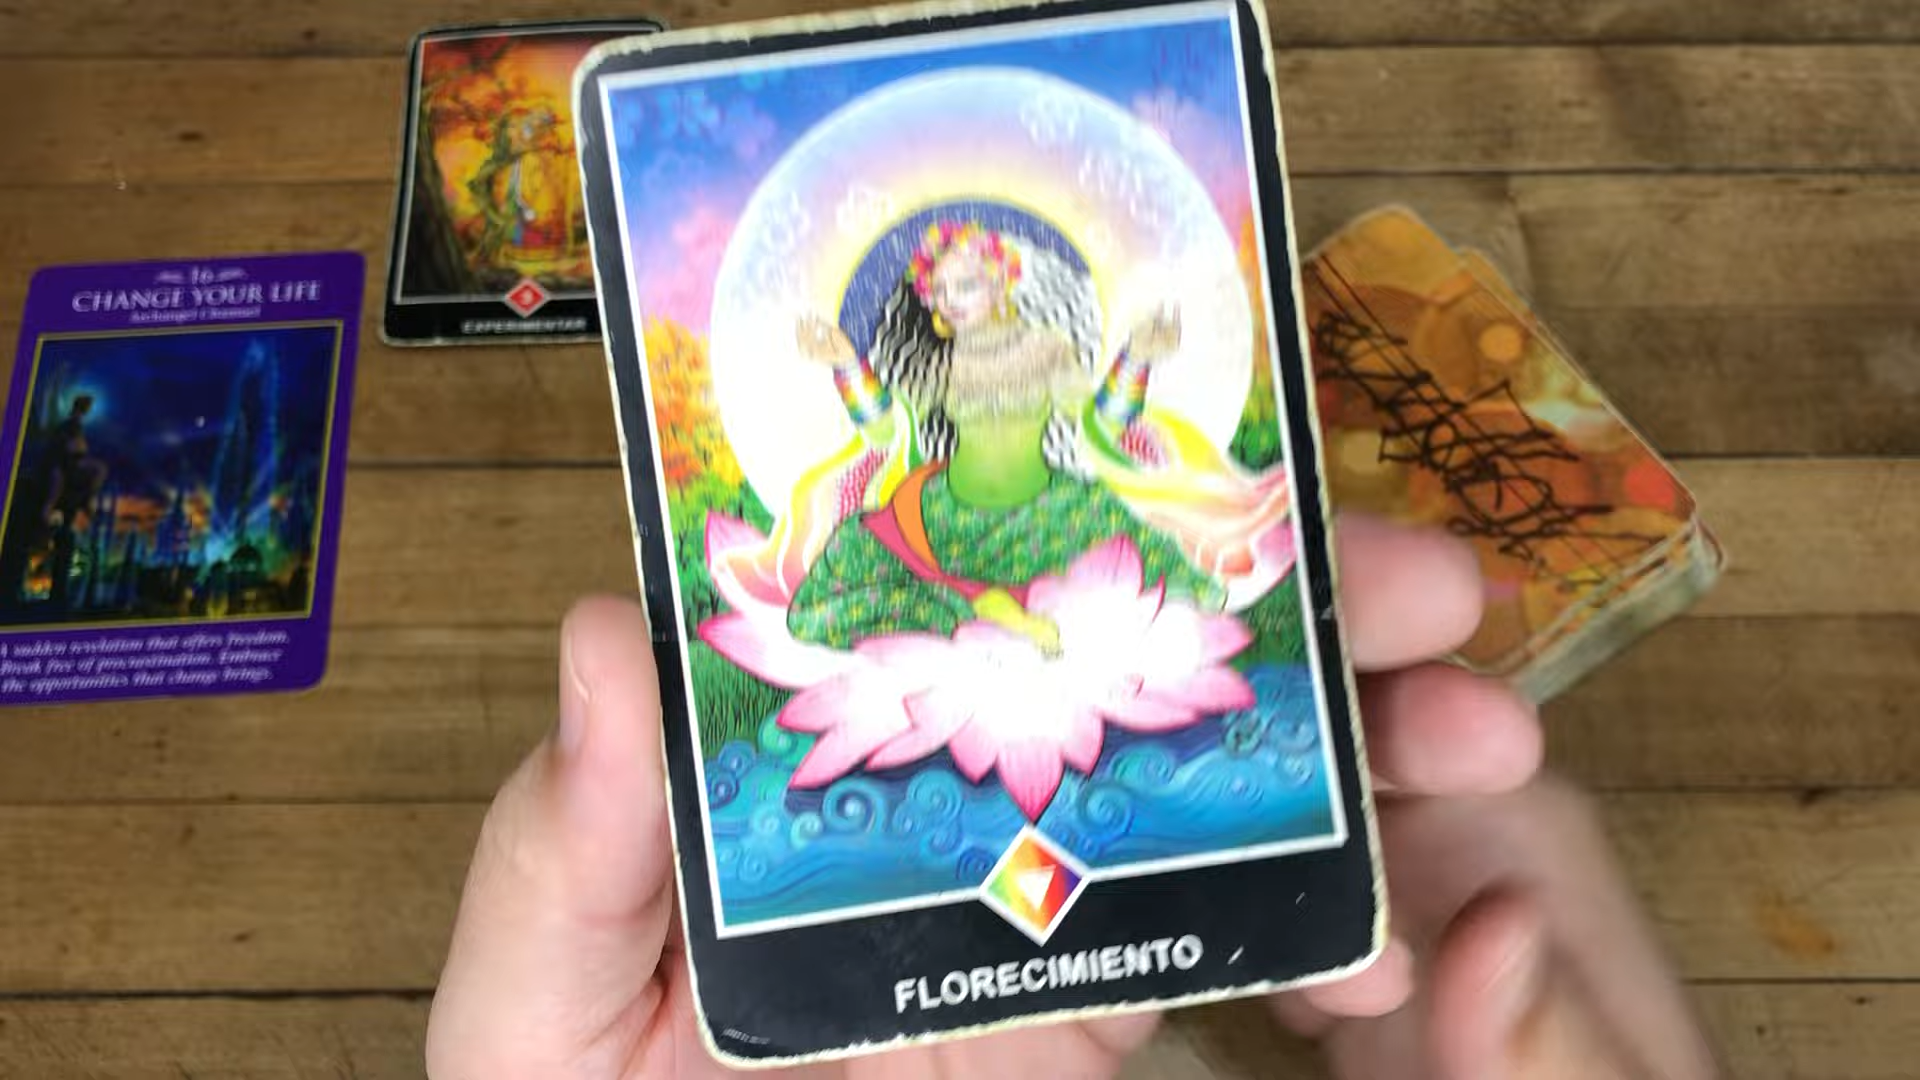 16
CHANGE YOUR LIFE
Archangel Chamuel
A sudden revelation that offers freedom.
Break free of procrastination. Embrace
the opportunities that change brings.
3
EXPERIMENTAR
FLORECIMIENTO